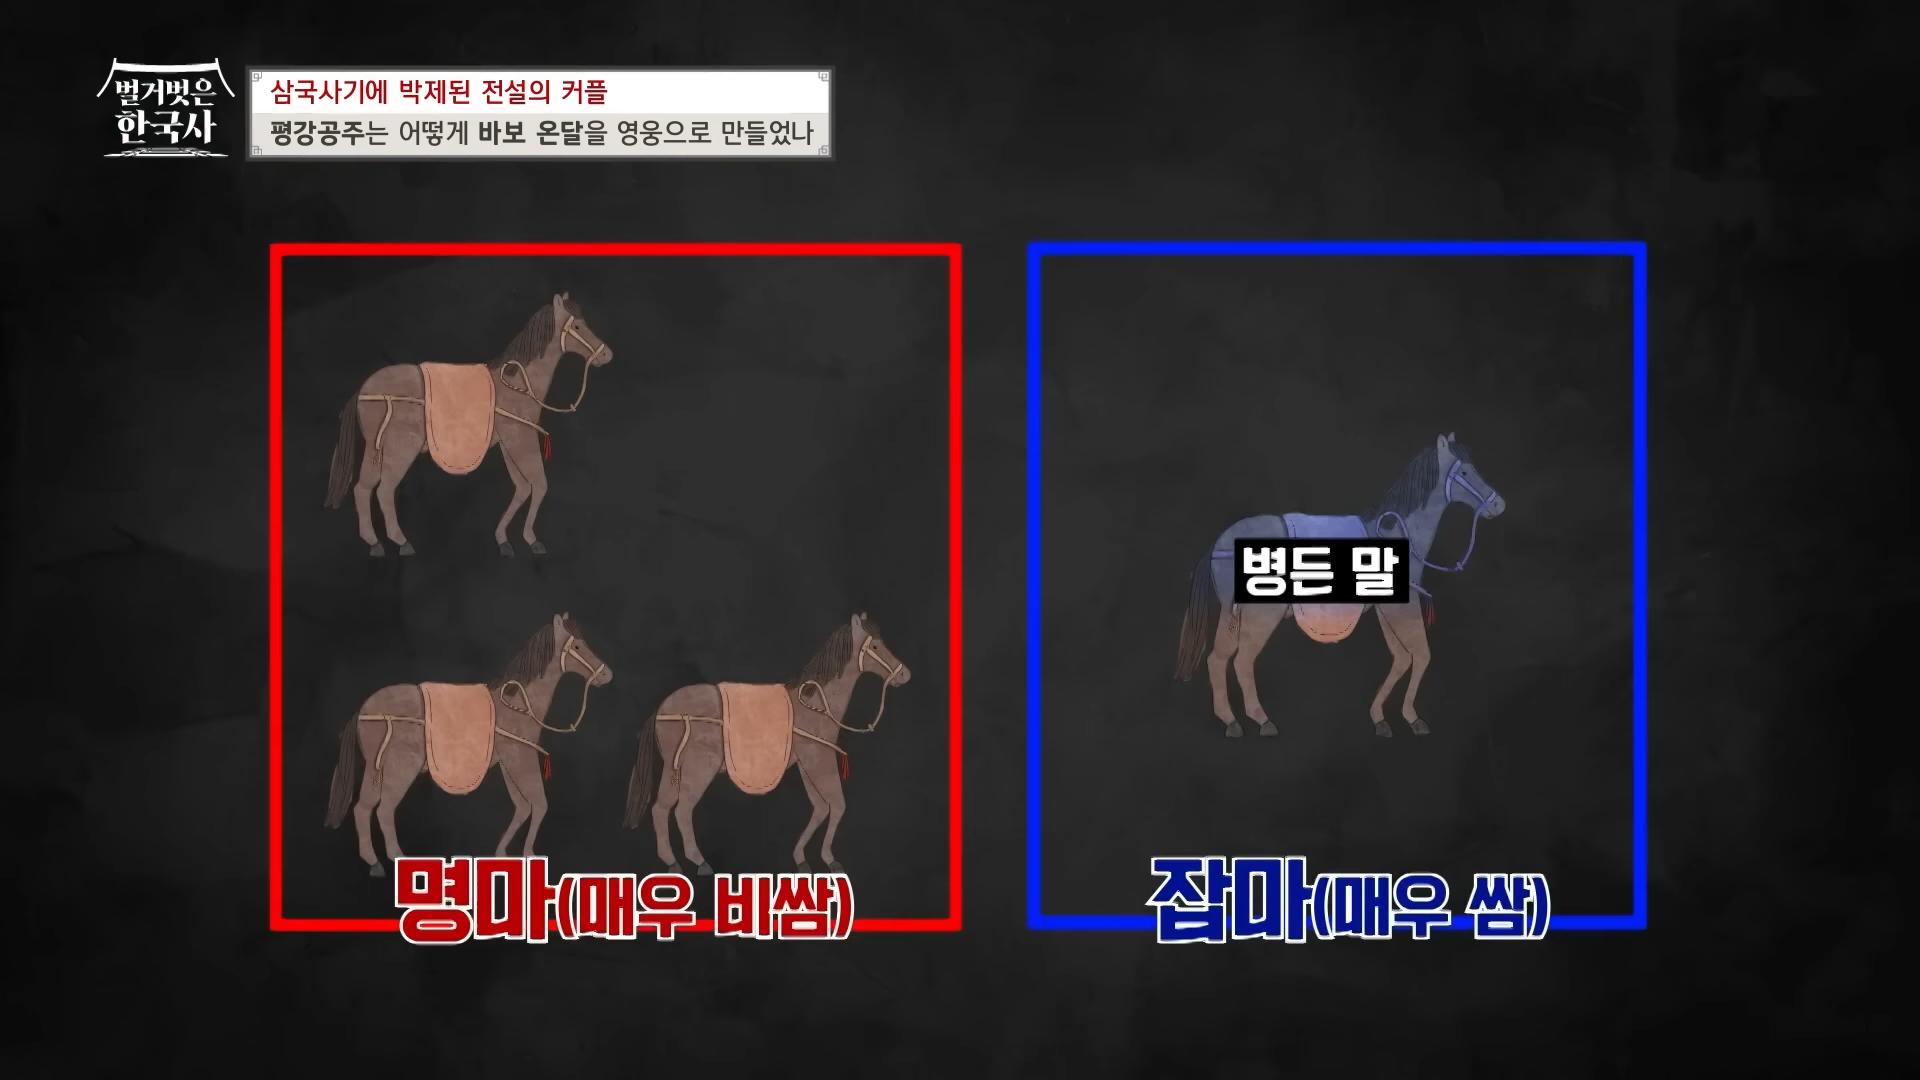 벌거벗은
한국사
삼국사기에 박제된 전설의 커플
평강공주는 어떻게 바보 온달을 영웅으로 만들었나
병든 말
명마(매우 비쌈)
잡마(매우 쌈)